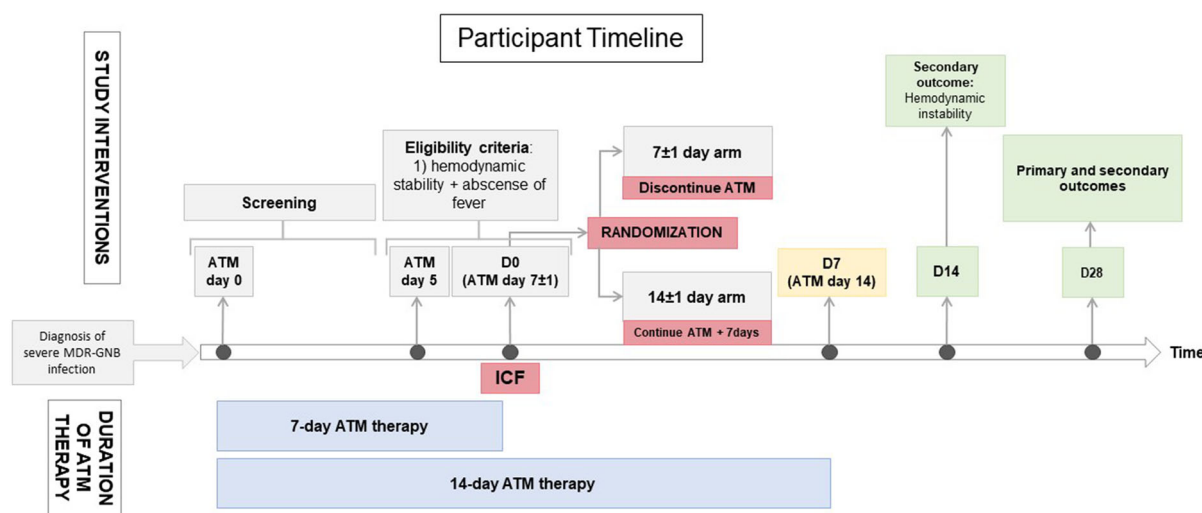 Participant Timeline
STUDY INTERVENTIONS
Screening
Eligibility criteria:
1) hemodynamic
stability + abscense of
fever
ATM
day 0
ATM
day 5
D0
(ATM day 7±1)
RANDOMIZATION
7±1 day arm
Discontinue ATM
14±1 day arm
Continue ATM + 7days
D7
(ATM day 14)
Secondary
outcome:
Hemodynamic
instability
D14
Primary and secondary
outcomes
D28
Diagnosis of
severe MDR-GNB
infection
ICF
Time
DURATION
OF ATM
THERAPY
7-day ATM therapy
14-day ATM therapy